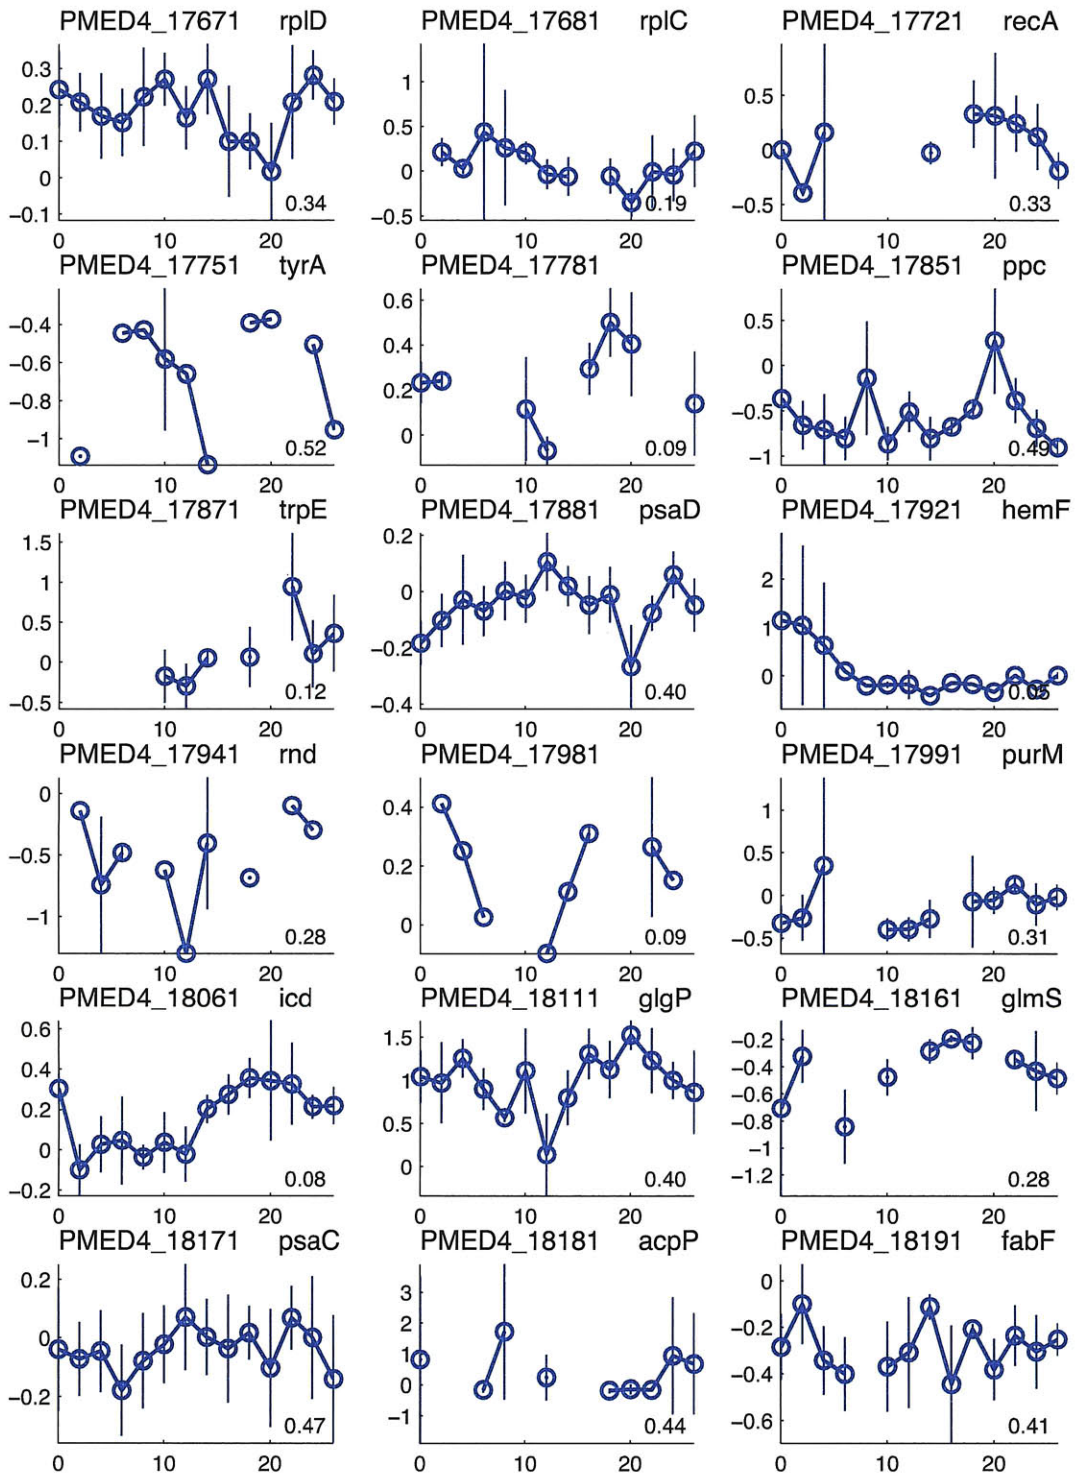 PMED4_17671 rplD
0.3
0.2
0.1
0
−0.1
0.34
0 10 20
PMED4_17681 rplC
1
0.5
0
−0.5
0.19
0 10 20
PMED4_17721 recA
0.5
0
−0.5
0.33
0 10 20
PMED4_17751 tyrA
−0.4
−0.6
−0.8
−1
0.52
0 10 20
PMED4_17781
0.6
0.4
0.2
0
0.09
0 10 20
PMED4_17851 ppc
0.5
0
−0.5
−1
0.49
0 10 20
PMED4_17871 trpE
1.5
1
0.5
0
−0.5
0.12
0 10 20
PMED4_17881 psaD
0.2
0
−0.2
−0.4
0.40
0 10 20
PMED4_17921 hemF
2
1
0
0.05
0 10 20
PMED4_17941 rnd
0
−0.5
−1
0.28
0 10 20
PMED4_17981
0.4
0.2
0
0.09
0 10 20
PMED4_17991 purM
1
0.5
0
−0.5
0.31
0 10 20
PMED4_18061 icd
0.6
0.4
0.2
0
−0.2
0.08
0 10 20
PMED4_18111 glgP
1.5
1
0.5
0
0.40
0 10 20
PMED4_18161 glmS
−0.2
−0.4
−0.6
−0.8
−1
−1.2
0.28
0 10 20
PMED4_18171 psaC
0.2
0
−0.2
0.47
0 10 20
PMED4_18181 acpP
3
2
1
0
−1
0.44
0 10 20
PMED4_18191 fabF
0
−0.2
−0.4
−0.6
0.41
0 10 20